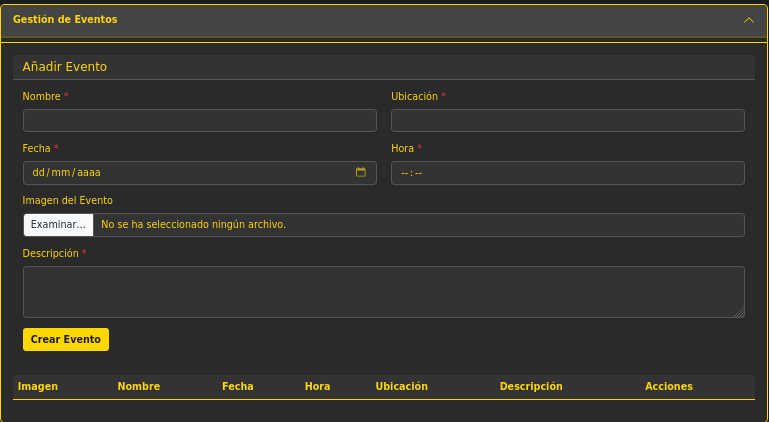 Gestión de Eventos
Añadir Evento
Nombre * Ubicación *
Fecha * Hora *
dd/mm/aaaa --:--
Imagen del Evento
Examinar... No se ha seleccionado ningún archivo.
Descripción *
Crear Evento
Imagen Nombre Fecha Hora Ubicación Descripción Acciones